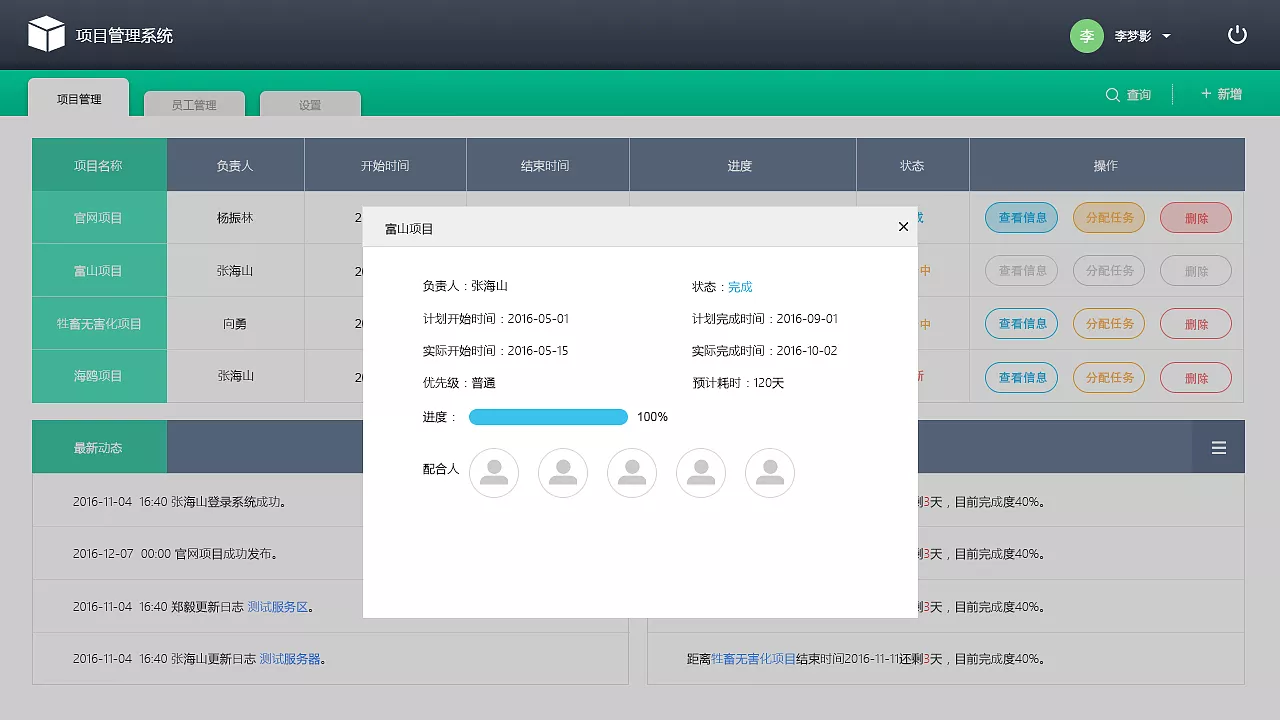 项目管理系统
李 李梦影
项目管理 员工管理 设置
查询 + 新增
项目名称 负责人 开始时间 结束时间 进度 状态 操作
官网项目 杨振林 2 查看信息 分配任务 删除
富山项目 张海山 2 中 查看信息 分配任务 删除
牲畜无害化项目 向勇 2 中 查看信息 分配任务 删除
海鸥项目 张海山 2 查看信息 分配任务 删除
富山项目 ×
负责人：张海山 状态：完成
计划开始时间：2016-05-01 计划完成时间：2016-09-01
实际开始时间：2016-05-15 实际完成时间：2016-10-02
优先级：普通 预计耗时：120天
进度： 100%
配合人
最新动态
2016-11-04 16:40 张海山登录系统成功。
3天，目前完成度40%。
2016-12-07 00:00 官网项目成功发布。
3天，目前完成度40%。
2016-11-04 16:40 郑毅更新日志 测试服务区。
3天，目前完成度40%。
2016-11-04 16:40 张海山更新日志 测试服务器。
距离牲畜无害化项目结束时间2016-11-11还剩3天，目前完成度40%。